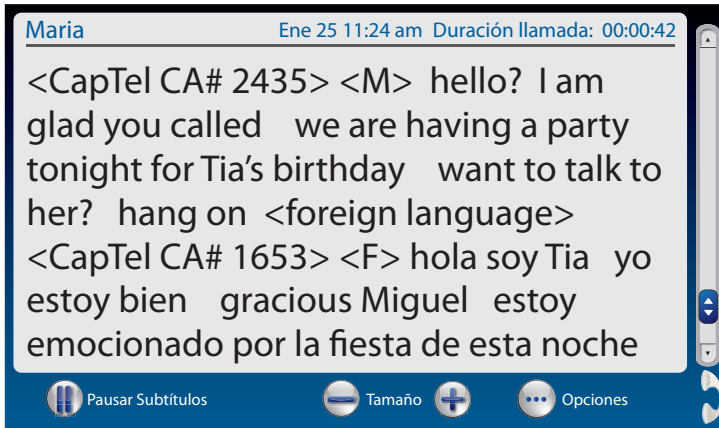 Maria Ene 25 11:24 am Duración llamada: 00:00:42
<CapTel CA# 2435> <M> hello? I am
glad you called we are having a party
tonight for Tia's birthday want to talk to
her? hang on <foreign language>
<CapTel CA# 1653> <F> hola soy Tia yo
estoy bien gracious Miguel estoy
emocionado por la fiesta de esta noche
Pausar Subtítulos Tamaño Opciones